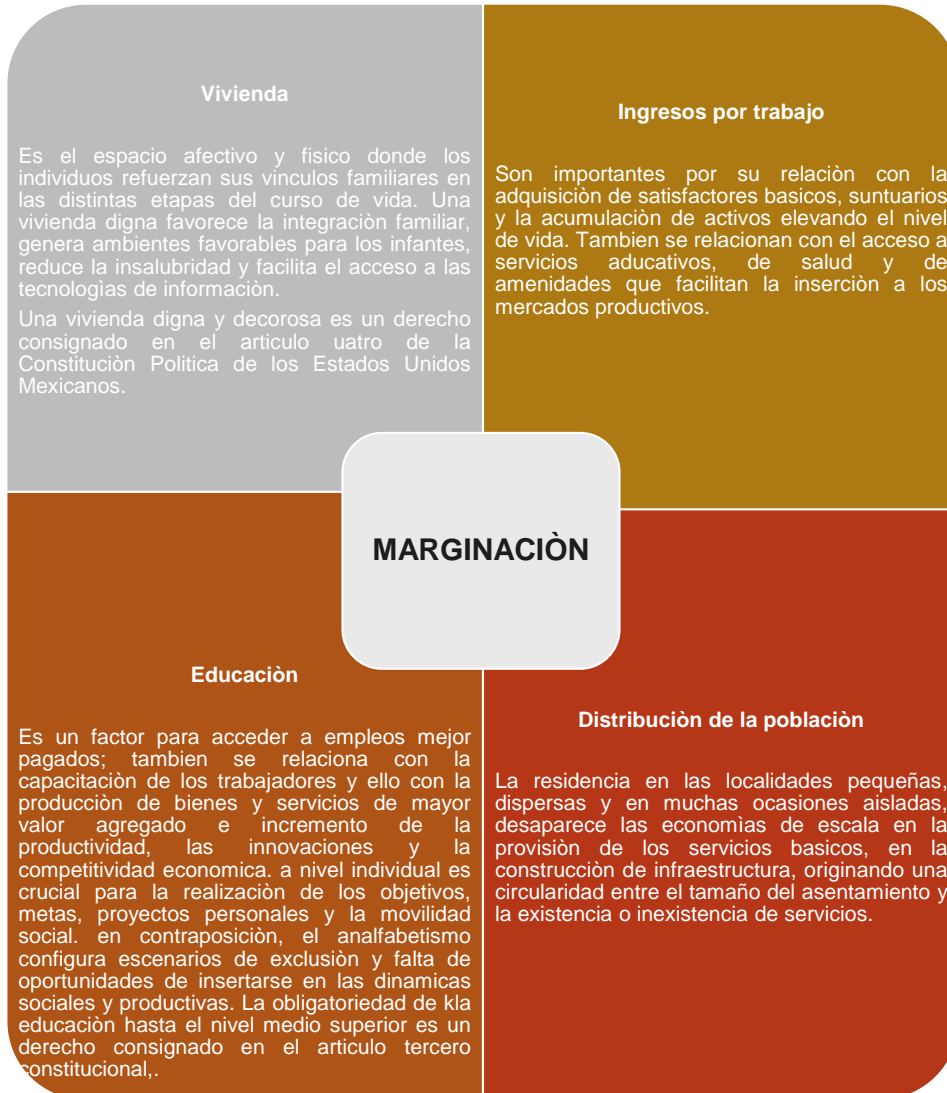 Vivienda
Es el espacio afectivo y fisico donde los
individuos refuerzan sus vinculos familiares en
las distintas etapas del curso de vida. Una
vivienda digna favorece la integraciòn familiar,
genera ambientes favorables para los infantes,
reduce la insalubridad y facilita el acceso a las
tecnologìas de informaciòn.
Una vivienda digna y decorosa es un derecho
consignado en el articulo uatro de la
Constituciòn Politica de los Estados Unidos
Mexicanos.
Ingresos por trabajo
Son importantes por su relaciòn con la
adquisiciòn de satisfactores basicos, suntuarios
y la acumulaciòn de activos elevando el nivel
de vida. Tambien se relacionan con el acceso a
servicios aducativos, de salud y de
amenidades que facilitan la inserciòn a los
mercados productivos.
MARGINACIÒN
Educaciòn
Es un factor para acceder a empleos mejor
pagados; tambien se relaciona con la
capacitaciòn de los trabajadores y ello con la
producciòn de bienes y servicios de mayor
valor agregado e incremento de la
productividad, las innovaciones y la
competitividad economica. a nivel individual es
crucial para la realizaciòn de los objetivos,
metas, proyectos personales y la movilidad
social. en contraposiciòn, el analfabetismo
configura escenarios de exclusiòn y falta de
oportunidades de insertarse en las dinamicas
sociales y productivas. La obligatoriedad de kla
educaciòn hasta el nivel medio superior es un
derecho consignado en el articulo tercero
constitucional,.
Distribuciòn de la poblaciòn
La residencia en las localidades pequeñas,
dispersas y en muchas ocasiones aisladas,
desaparece las economìas de escala en la
provisiòn de los servicios basicos, en la
construcciòn de infraestructura, originando una
circularidad entre el tamaño del asentamiento y
la existencia o inexistencia de servicios.